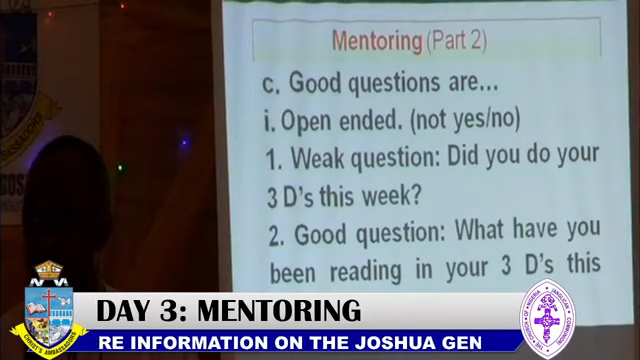 Mentoring (Part 2)
c. Good questions are...
i. Open ended. (not yes/no)
1. Weak question: Did you do your
3 D's this week?
2. Good question: What have you
been reading in your 3 D's this
DAY 3: MENTORING
RE INFORMATION ON THE JOSHUA GEN
CHRIST'S AMBASSADORS